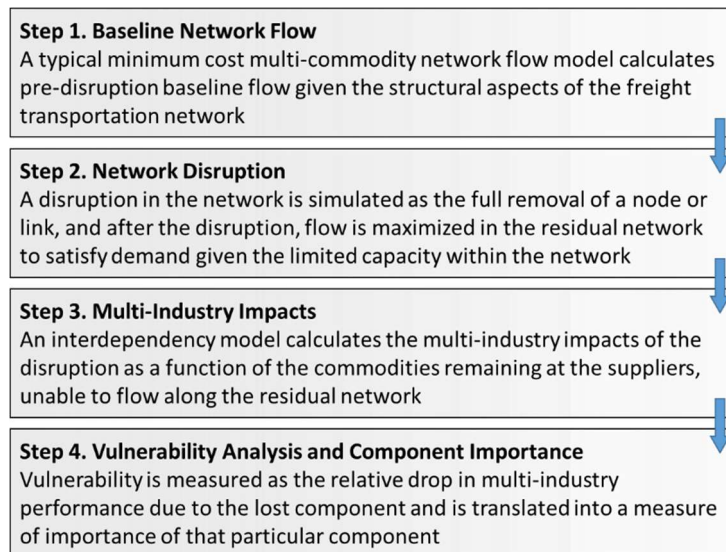 Step 1. Baseline Network Flow
A typical minimum cost multi-commodity network flow model calculates
pre-disruption baseline flow given the structural aspects of the freight
transportation network
Step 2. Network Disruption
A disruption in the network is simulated as the full removal of a node or
link, and after the disruption, flow is maximized in the residual network
to satisfy demand given the limited capacity within the network
Step 3. Multi-Industry Impacts
An interdependency model calculates the multi-industry impacts of the
disruption as a function of the commodities remaining at the suppliers,
unable to flow along the residual network
Step 4. Vulnerability Analysis and Component Importance
Vulnerability is measured as the relative drop in multi-industry
performance due to the lost component and is translated into a measure
of importance of that particular component